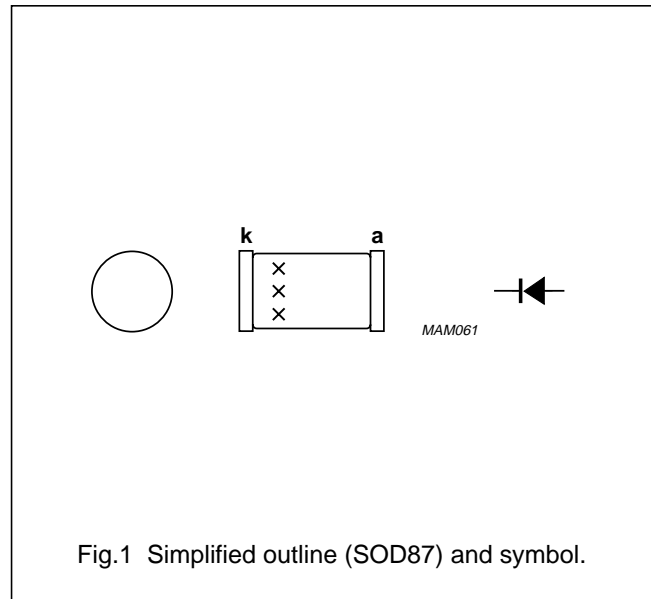 k a
MAM061
Fig.1 Simplified outline (SOD87) and symbol.